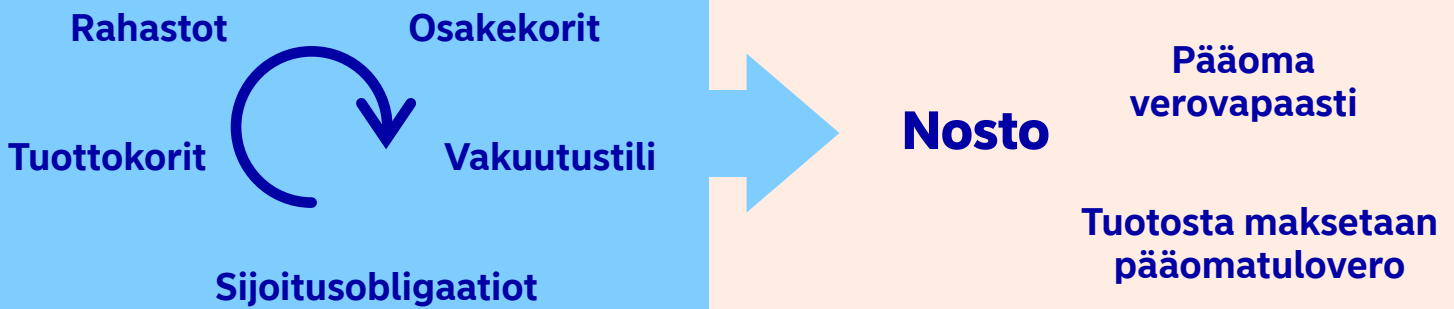 Rahastot
Osakekorit
Tuottokorit
Vakuutustili
Sijoitusobligaatiot
Nosto
Pääoma
verovapaasti
Tuotosta maksetaan
pääomatulovero